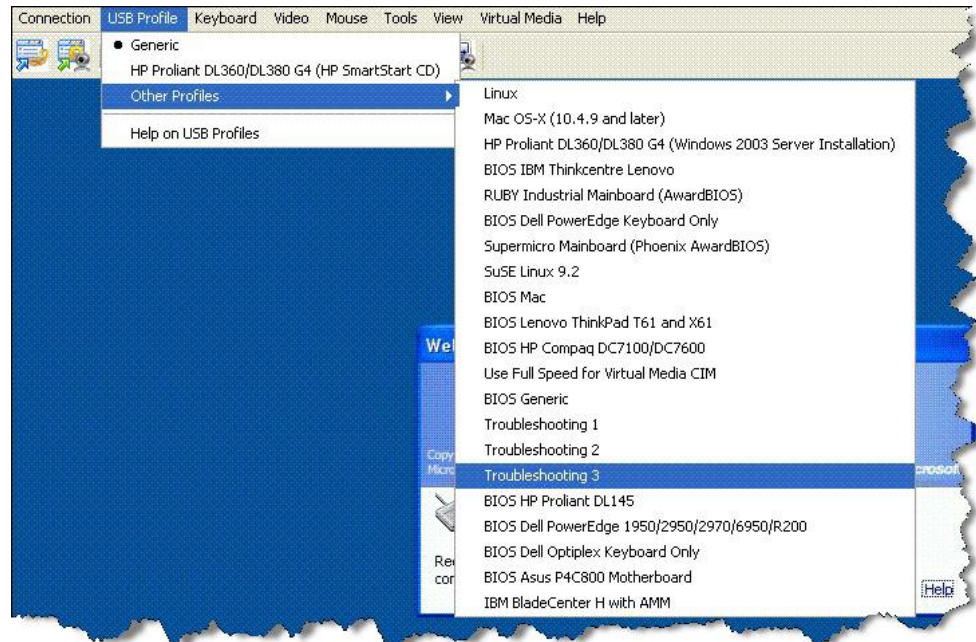 Connection USB Profile Keyboard Video Mouse Tools View Virtual Media Help
Generic
HP Proliant DL360/DL380 G4 (HP SmartStart CD)
Other Profiles
Help on USB Profiles
Linux
Mac OS-X (10.4.9 and later)
HP Proliant DL360/DL380 G4 (Windows 2003 Server Installation)
BIOS IBM Thinkcentre Lenovo
RUBY Industrial Mainboard (AwardBIOS)
BIOS Dell PowerEdge Keyboard Only
Supermicro Mainboard (Phoenix AwardBIOS)
SuSE Linux 9.2
BIOS Mac
BIOS Lenovo ThinkPad T61 and X61
BIOS HP Compaq DC7100/DC7600
Use Full Speed for Virtual Media CIM
BIOS Generic
Troubleshooting 1
Troubleshooting 2
Troubleshooting 3
BIOS HP Proliant DL145
BIOS Dell PowerEdge 1950/2950/2970/6950/R200
BIOS Dell Optiplex Keyboard Only
BIOS Asus P4C800 Motherboard
IBM BladeCenter H with AMM
Wel
Copy
Micro
crosoft
Re
cor
Help